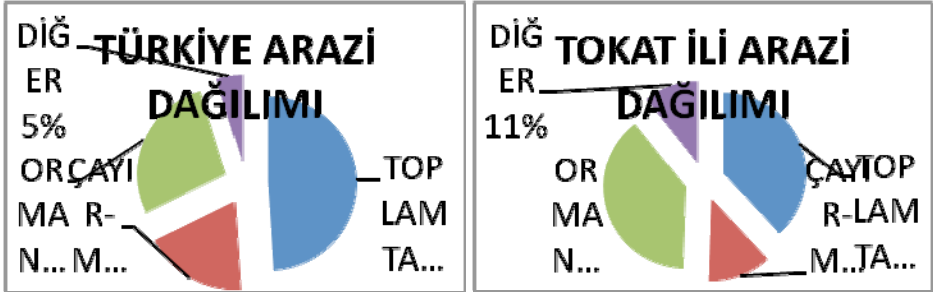 TÜRKİYE ARAZİ
DAĞILIMI
DİĞ
ER
5%
OR
MA
N...
ÇAYI
R-
M...
TOP
LAM
TA...
TOKAT İLİ ARAZİ
DAĞILIMI
DİĞ
ER
11%
OR
MA
N...
ÇAYI
R-
M...
TOP
LAM
TA...